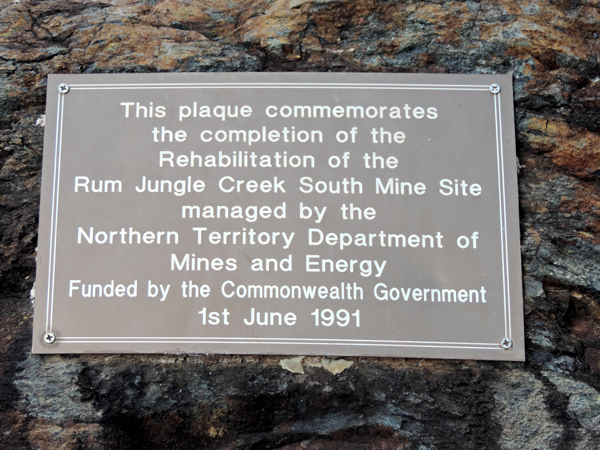 This plaque commemorates
the completion of the
Rehabilitation of the
Rum Jungle Creek South Mine Site
managed by the
Northern Territory Department of
Mines and Energy
Funded by the Commonwealth Government
1st June 1991